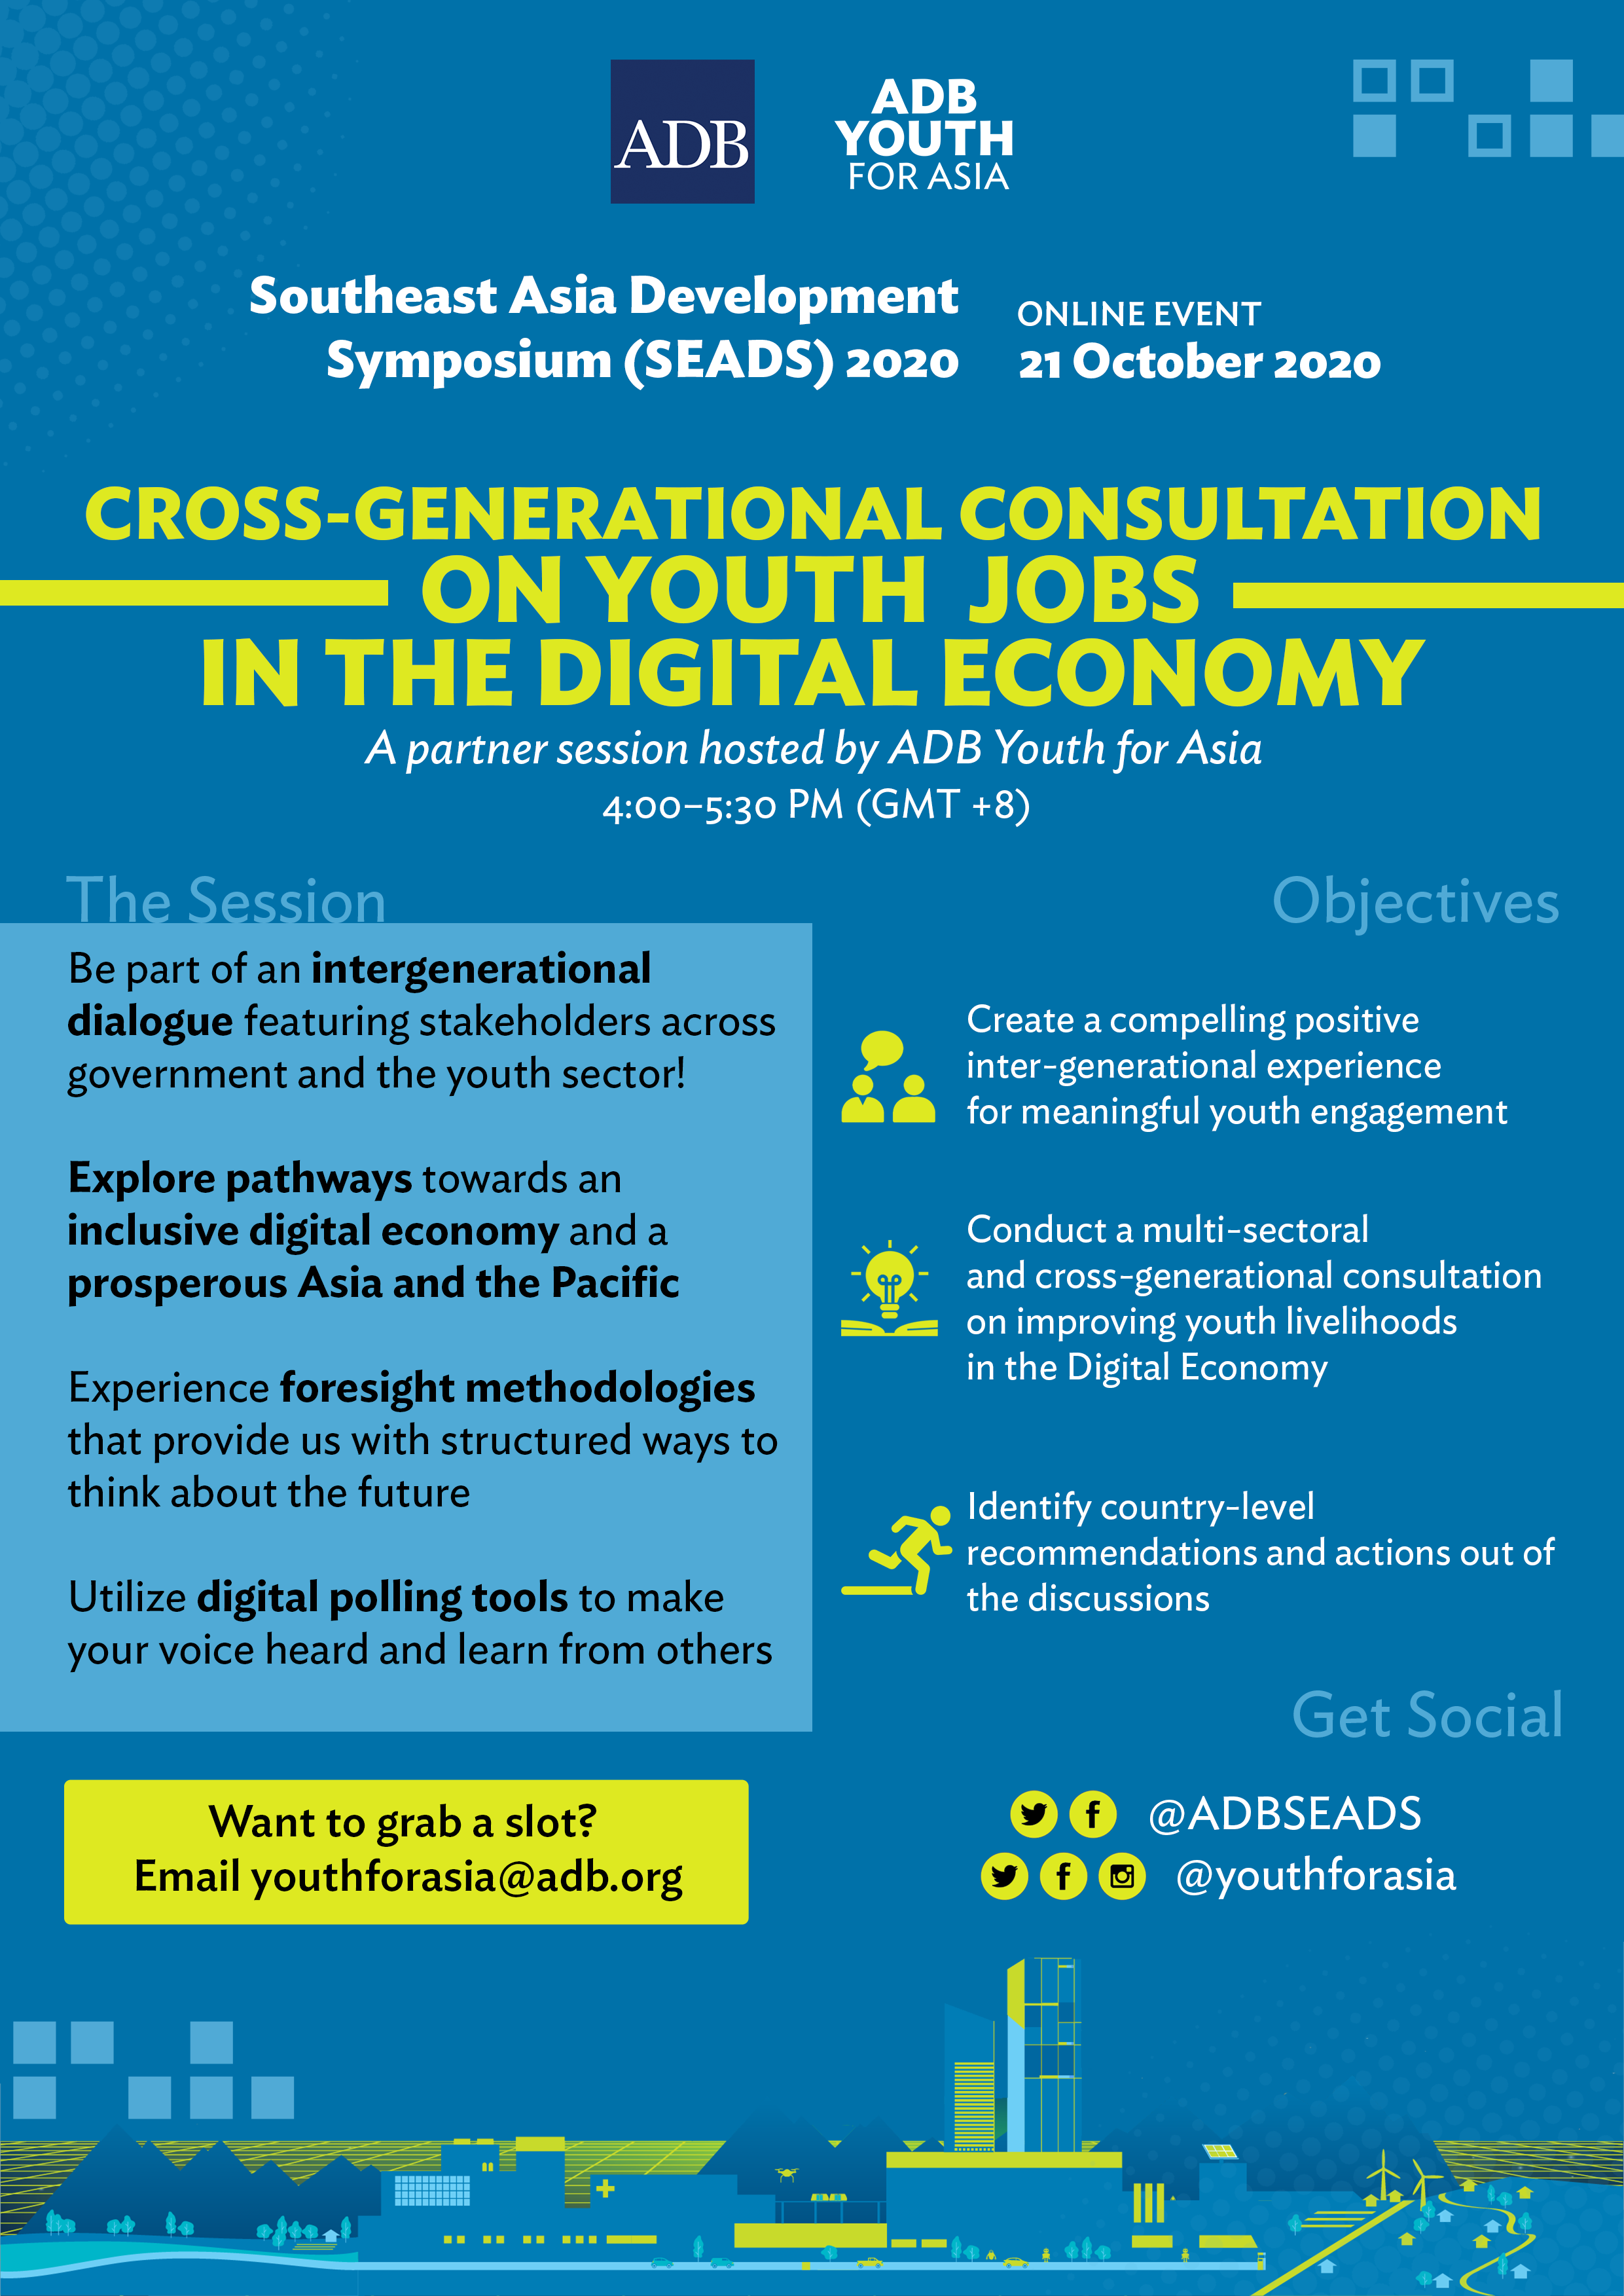 ADB
ADB
YOUTH
FOR ASIA
Southeast Asia Development
Symposium (SEADS) 2020
ONLINE EVENT
21 October 2020
CROSS-GENERATIONAL CONSULTATION
ON YOUTH JOBS
IN THE DIGITAL ECONOMY
A partner session hosted by ADB Youth for Asia
4:00–5:30 PM (GMT +8)
The Session
Be part of an intergenerational
dialogue featuring stakeholders across
government and the youth sector!
Explore pathways towards an
inclusive digital economy and a
prosperous Asia and the Pacific
Experience foresight methodologies
that provide us with structured ways to
think about the future
Utilize digital polling tools to make
your voice heard and learn from others
Objectives
Create a compelling positive
inter-generational experience
for meaningful youth engagement
Conduct a multi-sectoral
and cross-generational consultation
on improving youth livelihoods
in the Digital Economy
Identify country-level
recommendations and actions out of
the discussions
Want to grab a slot?
Email youthforasia@adb.org
Get Social
@ADBSEADS
@youthforasia